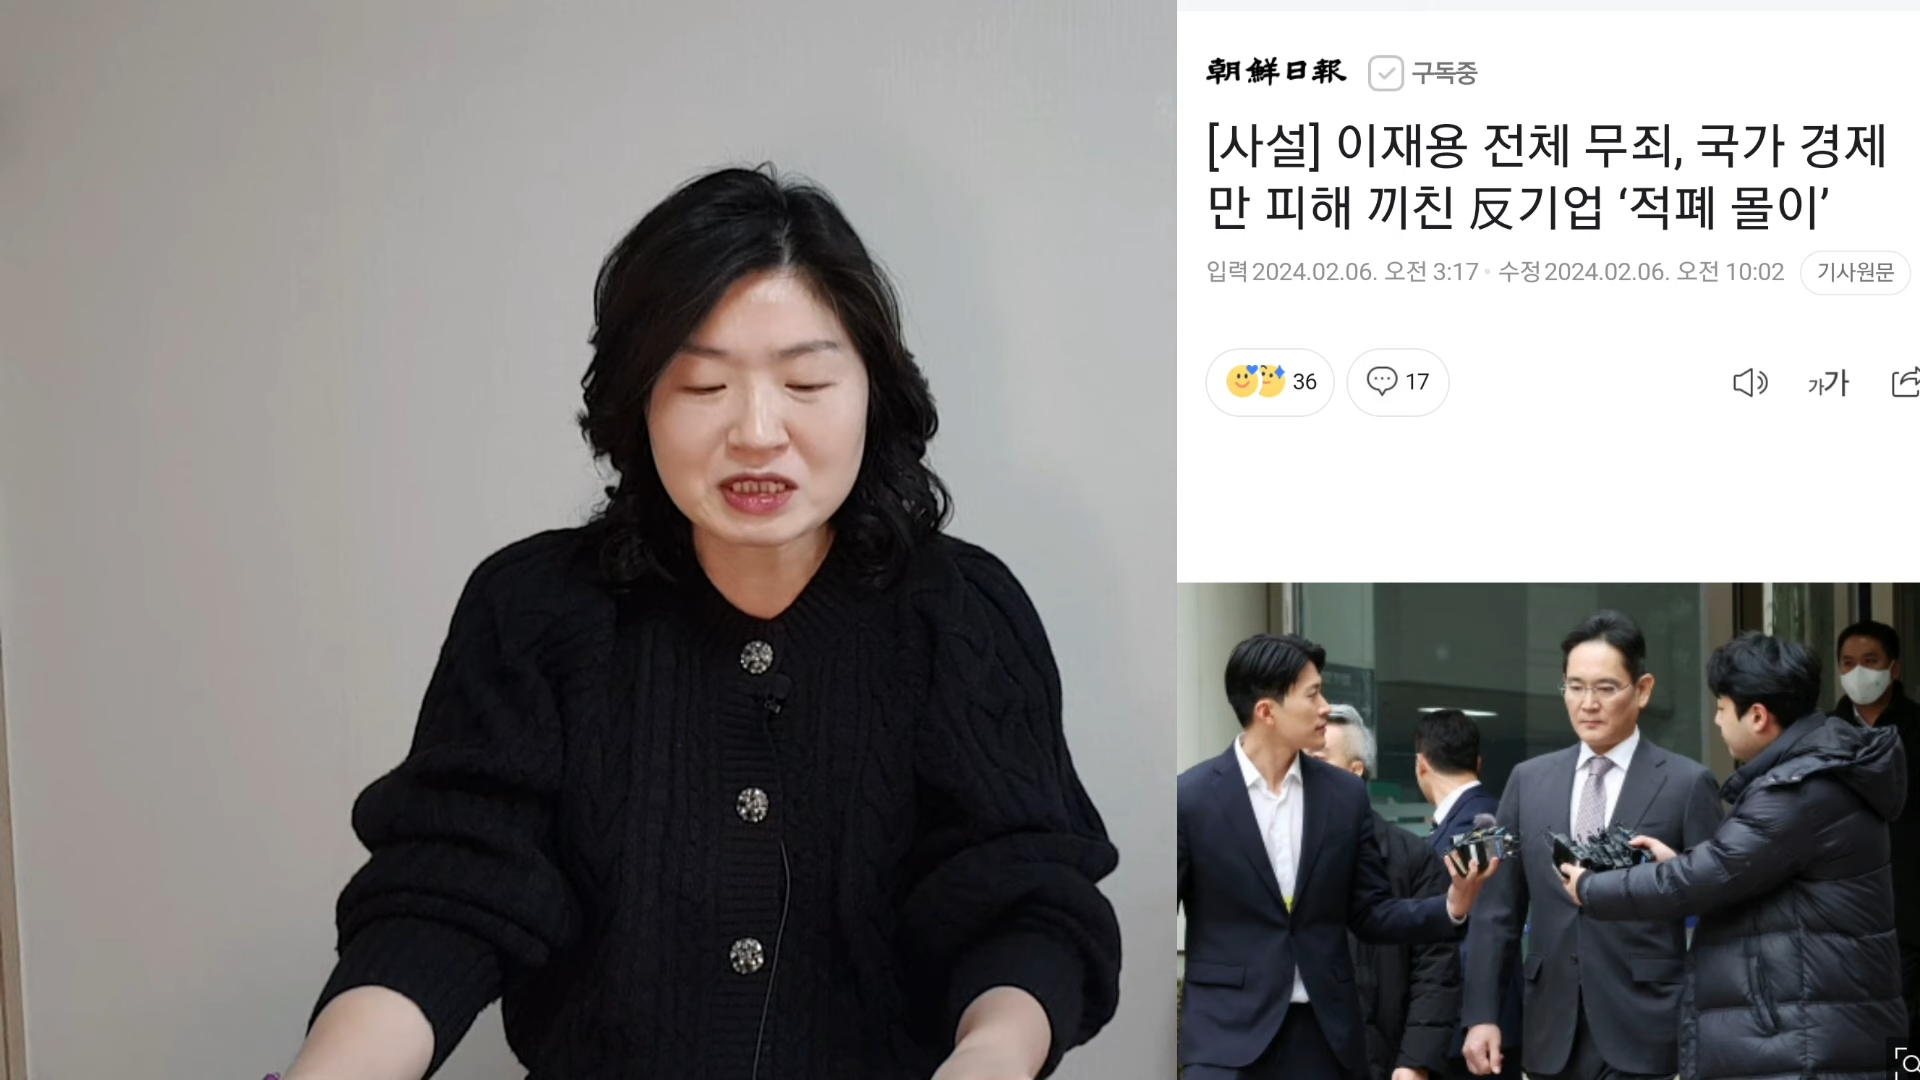 朝鮮日報 구독중
[사설] 이재용 전체 무죄, 국가 경제
만 피해 끼친 反기업 ‘적폐 몰이’
입력 2024.02.06. 오전 3:17 · 수정 2024.02.06. 오전 10:02 기사원문
36 17 가가